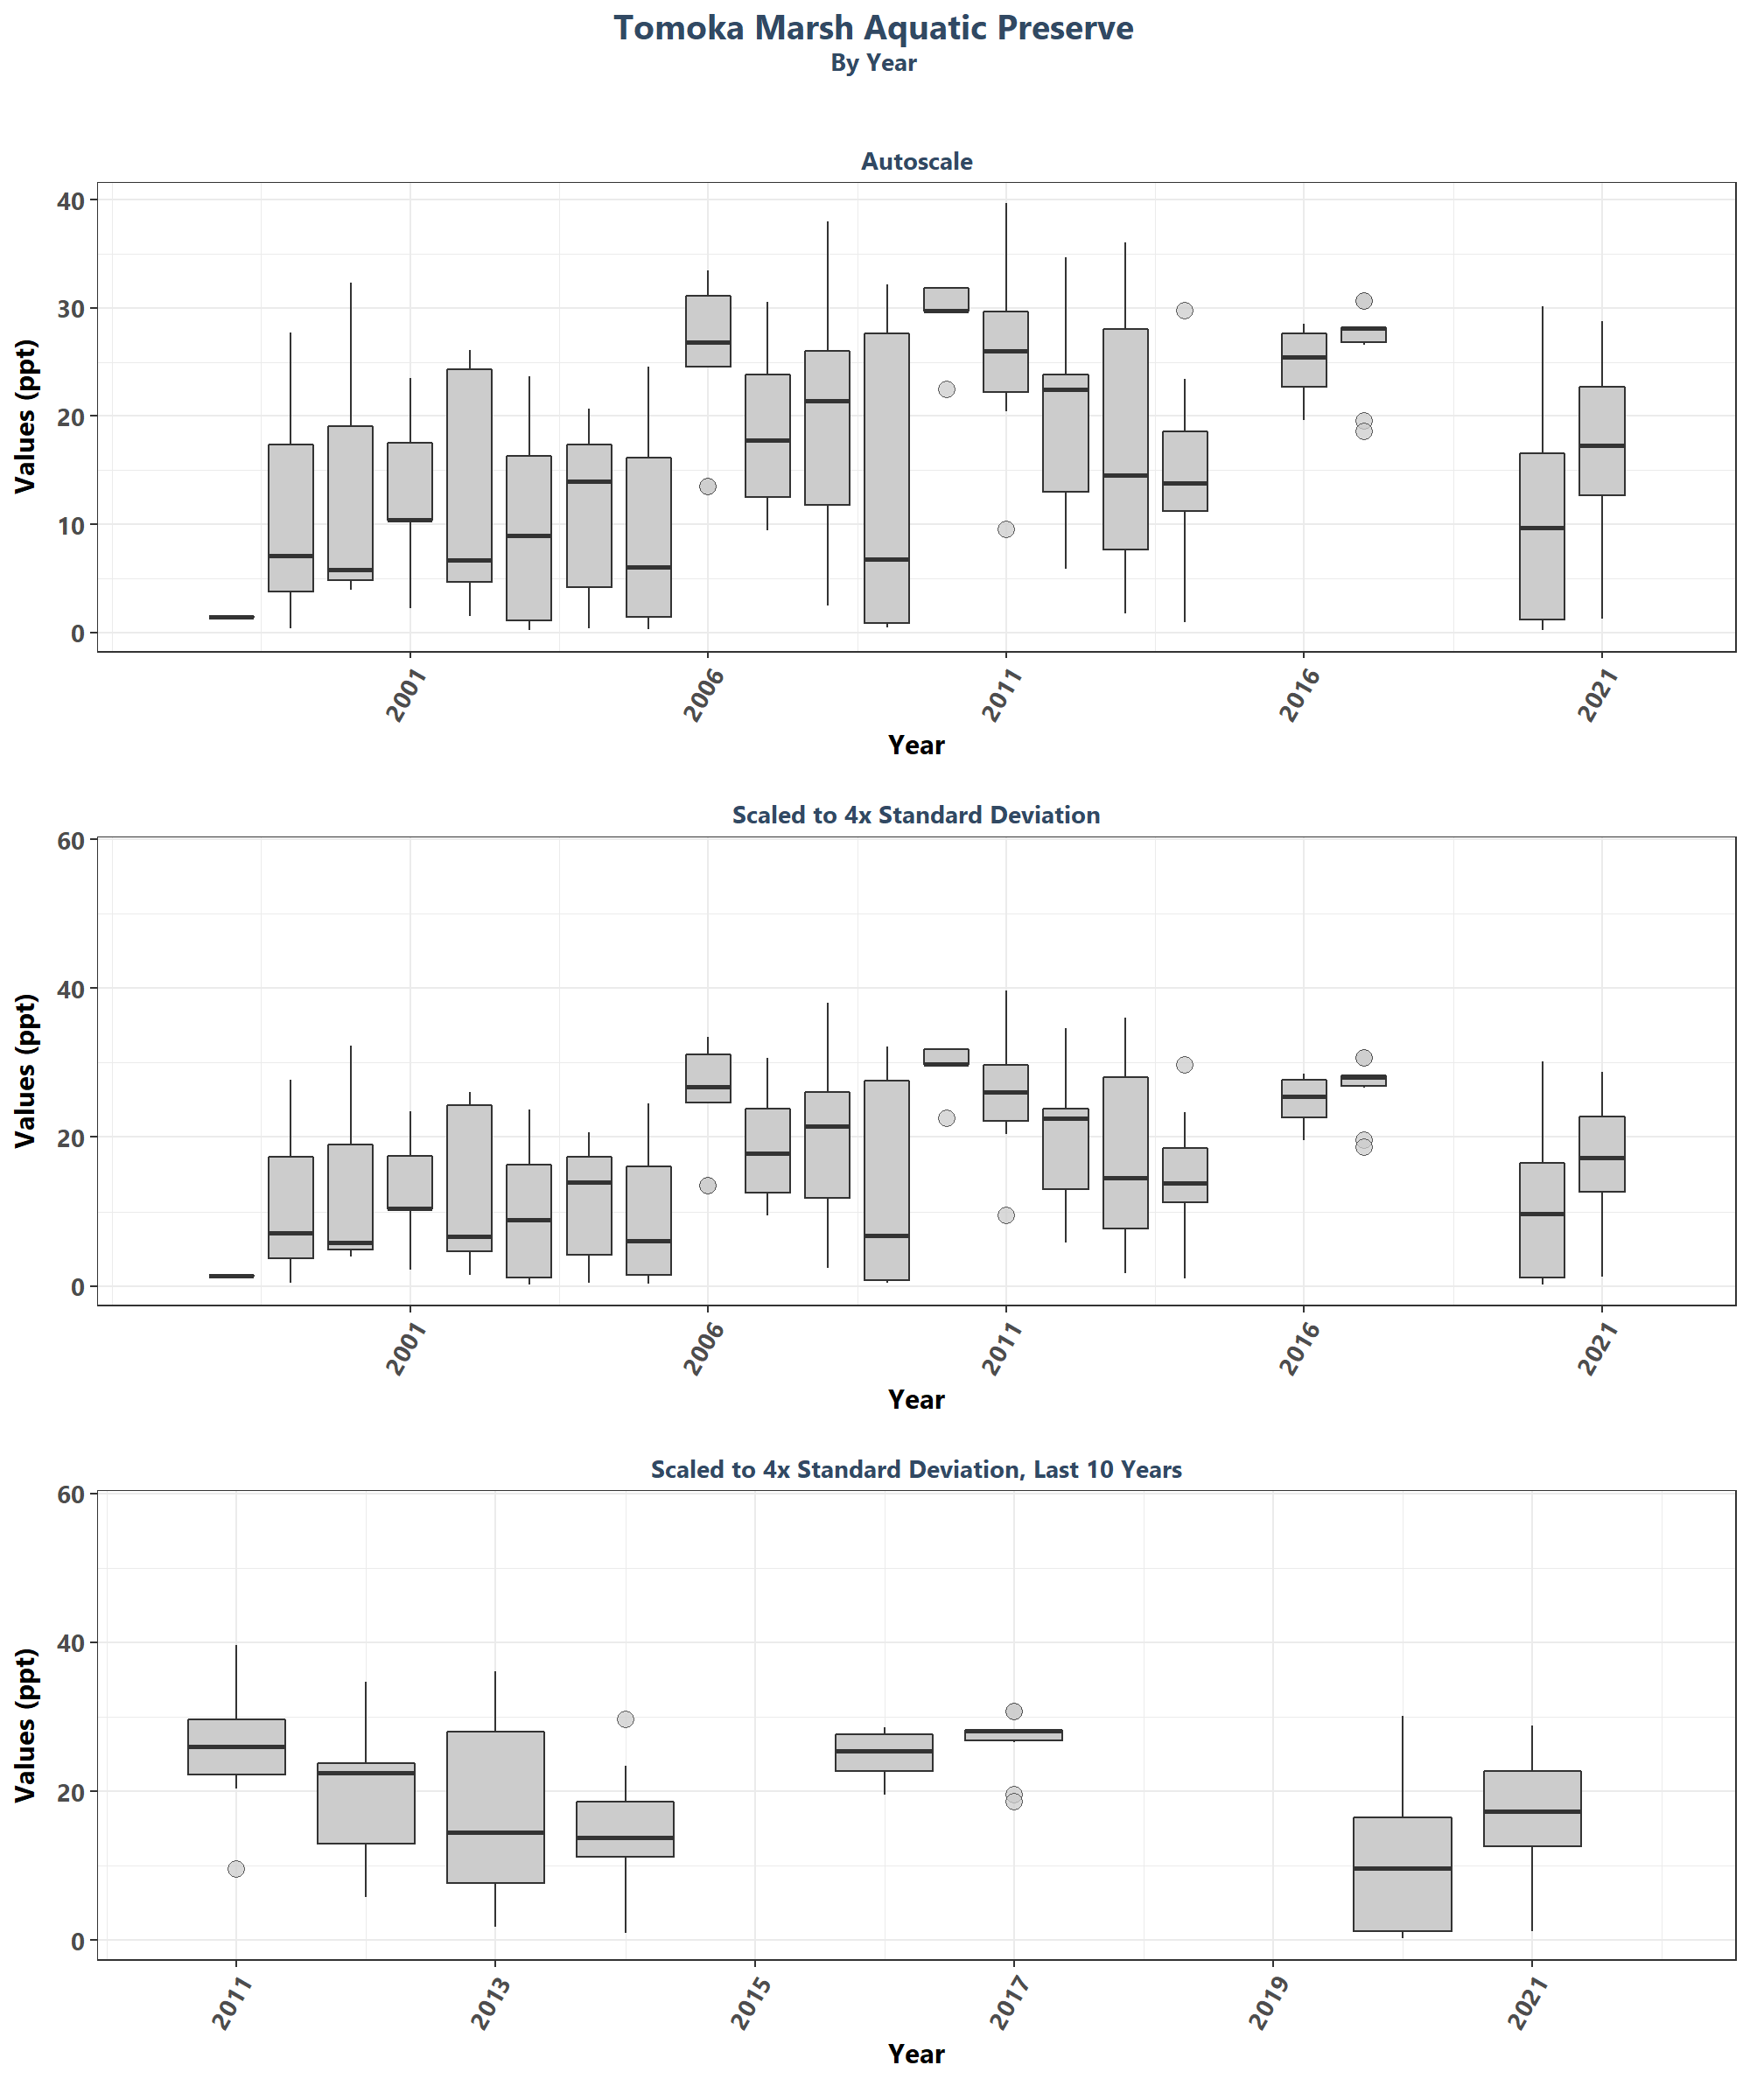 Tomoka Marsh Aquatic Preserve
By Year
Autoscale
Values (ppt)
40
30
20
10
0
2001 2006 2011 2016 2021
Year
Scaled to 4x Standard Deviation
Values (ppt)
60
40
20
0
2001 2006 2011 2016 2021
Year
Scaled to 4x Standard Deviation, Last 10 Years
Values (ppt)
60
40
20
0
2011 2013 2015 2017 2019 2021
Year